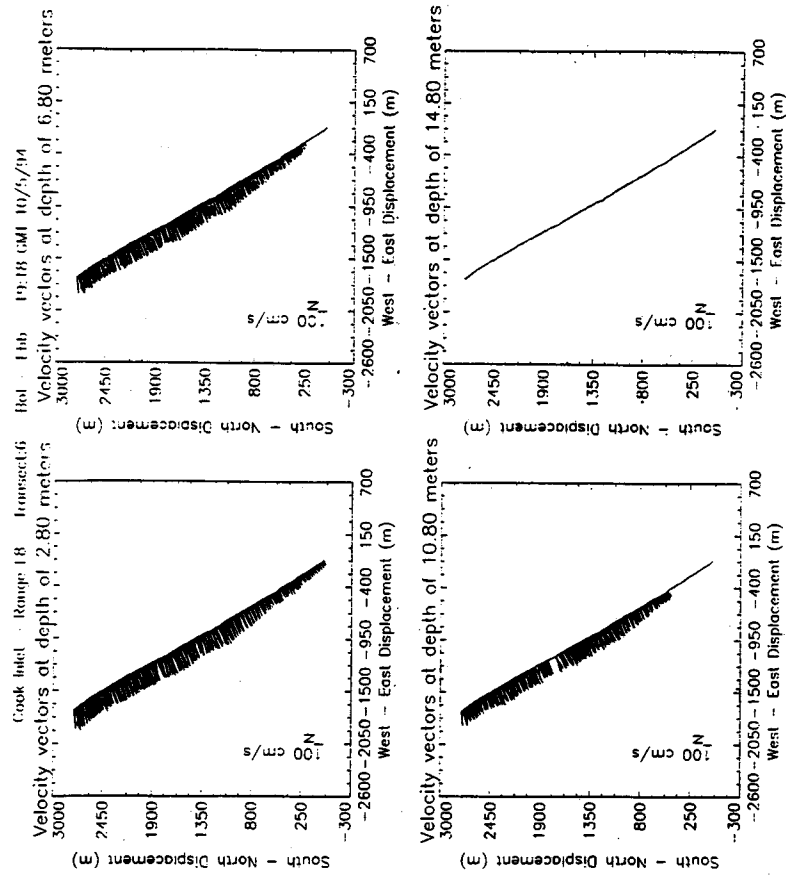 Cook Inlet - Range 18 Transect:6 - Ebb 19:18 GMT 10/5/94
Velocity vectors at depth of 2.80 meters
South - North Displacement (m)
3000
2450
1900
1350
800
250
-300
N
100 cm/s
-2600 -2050 -1500 -950 -400 150 700
West - East Displacement (m)
Velocity vectors at depth of 6.80 meters
South - North Displacement (m)
3000
2450
1900
1350
800
250
-300
N
100 cm/s
-2600 -2050 -1500 -950 -400 150 700
West - East Displacement (m)
Velocity vectors at depth of 10.80 meters
South - North Displacement (m)
3000
2450
1900
1350
800
250
-300
N
100 cm/s
-2600 -2050 -1500 -950 -400 150 700
West - East Displacement (m)
Velocity vectors at depth of 14.80 meters
South - North Displacement (m)
3000
2450
1900
1350
800
250
-300
N
100 cm/s
-2600 -2050 -1500 -950 -400 150 700
West - East Displacement (m)